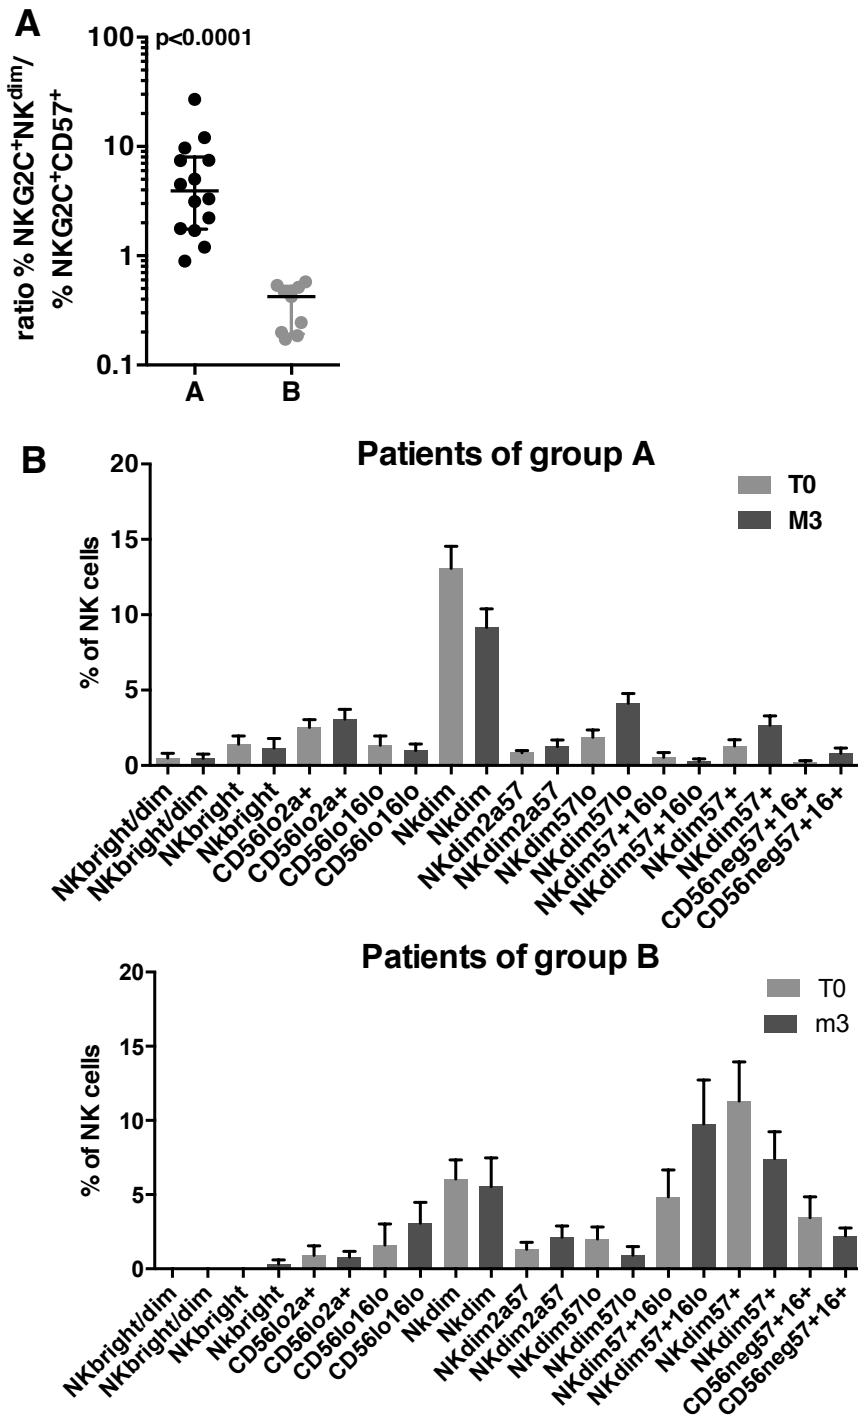 A
p<0.0001
ratio % NKG2C+NKdim/
% NKG2C+CD57+
100
10
1
0.1
A B
B
Patients of group A
T0
M3
% of NK cells
20
15
10
5
0
NKbright/dim
NKbright/dim
NKbright
Nkbright
CD56lo2a+
CD56lo2a+
CD56lo16lo
CD56lo16lo
Nkdim
Nkdim
NKdim2a57
NKdim2a57
NKdim57lo
NKdim57lo
NKdim57+16lo
NKdim57+16lo
NKdim57+
NKdim57+
CD56neg57+16+
CD56neg57+16+
Patients of group B
T0
m3
% of NK cells
20
15
10
5
0
NKbright/dim
NKbright/dim
NKbright
Nkbright
CD56lo2a+
CD56lo2a+
CD56lo16lo
CD56lo16lo
Nkdim
Nkdim
NKdim2a57
NKdim2a57
NKdim57lo
NKdim57lo
NKdim57+16lo
NKdim57+16lo
NKdim57+
NKdim57+
CD56neg57+16+
CD56neg57+16+